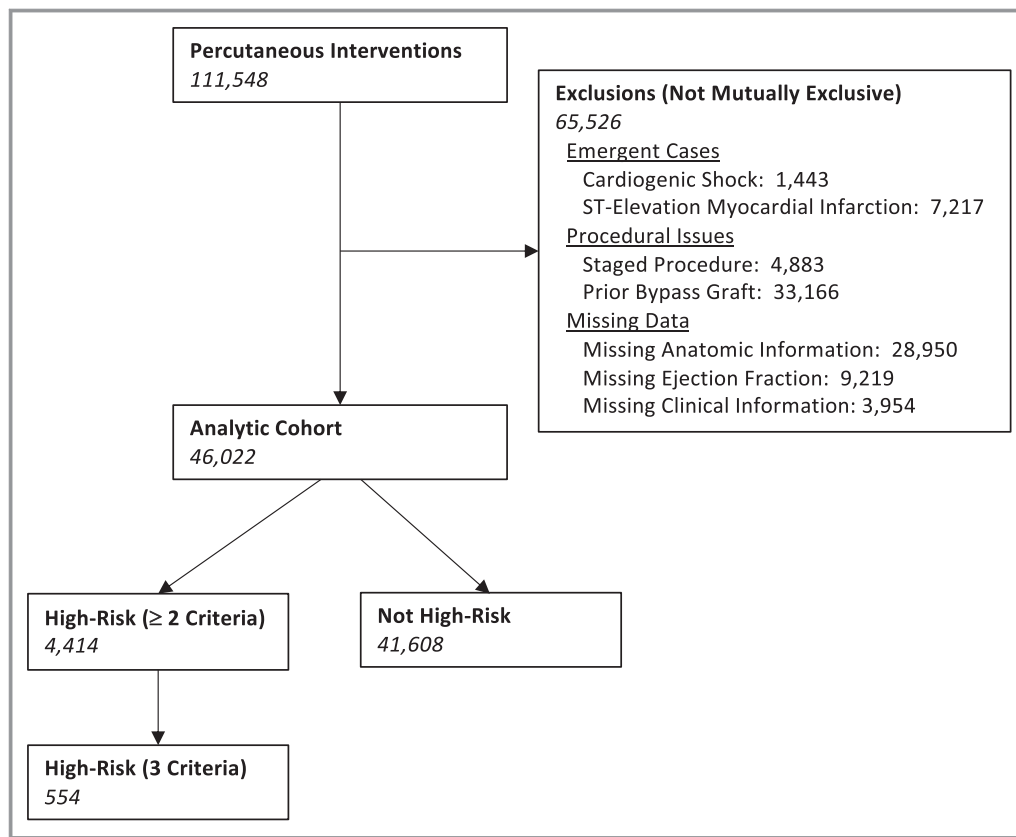 Percutaneous Interventions
111,548
Exclusions (Not Mutually Exclusive)
65,526
Emergent Cases
Cardiogenic Shock: 1,443
ST-Elevation Myocardial Infarction: 7,217
Procedural Issues
Staged Procedure: 4,883
Prior Bypass Graft: 33,166
Missing Data
Missing Anatomic Information: 28,950
Missing Ejection Fraction: 9,219
Missing Clinical Information: 3,954
Analytic Cohort
46,022
High-Risk (≥ 2 Criteria)
4,414
Not High-Risk
41,608
High-Risk (3 Criteria)
554